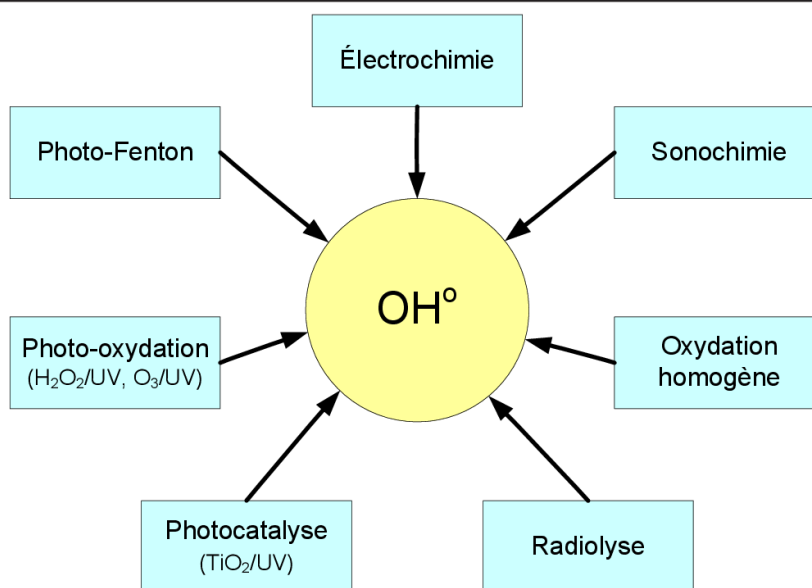 Électrochimie
Photo-Fenton
Sonochimie
OH°
Photo-oxydation
(H₂O₂/UV, O₃/UV)
Oxydation
homogène
Photocatalyse
(TiO₂/UV)
Radiolyse